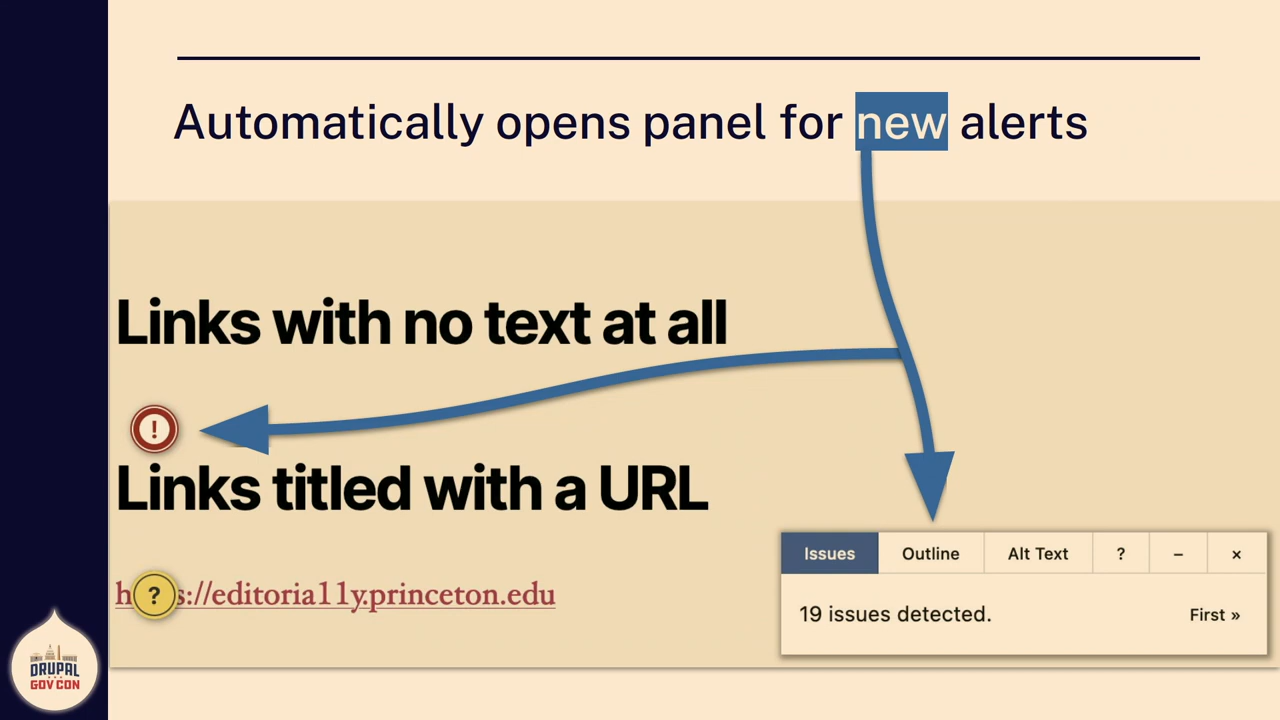 Automatically opens panel for new alerts
Links with no text at all
!
Links titled with a URL
h?s://editoria11y.princeton.edu
Issues Outline Alt Text ? – ×
19 issues detected. First »
DRUPAL
GOV CON